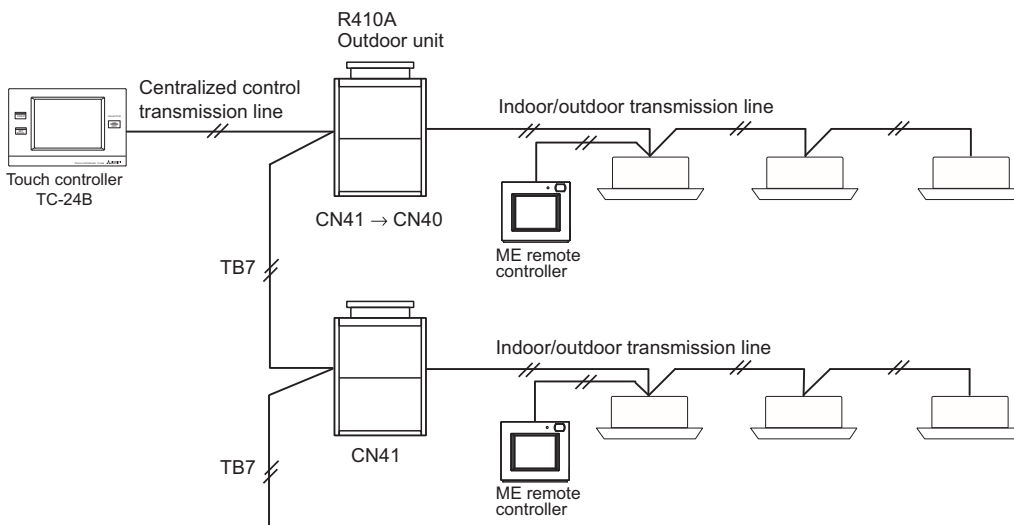 R410A
Outdoor unit
Centralized control
transmission line
Indoor/outdoor transmission line
Touch controller
TC-24B
CN41 → CN40
ME remote
controller
TB7
Indoor/outdoor transmission line
CN41
TB7
ME remote
controller